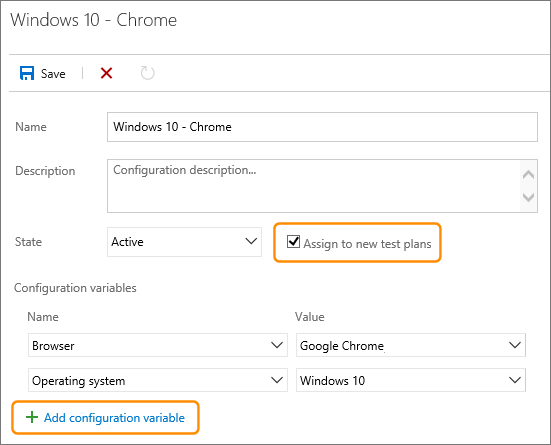 Windows 10 - Chrome
Save
Name Windows 10 - Chrome
Description Configuration description...
State Active Assign to new test plans
Configuration variables
Name Value
Browser Google Chrome
Operating system Windows 10
+ Add configuration variable